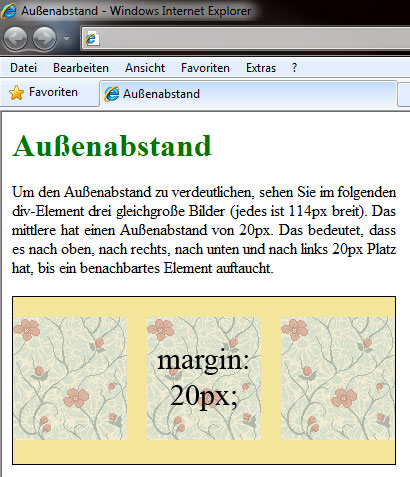 Außenabstand - Windows Internet Explorer
Datei Bearbeiten Ansicht Favoriten Extras ?
Favoriten Außenabstand
Außenabstand
Um den Außenabstand zu verdeutlichen, sehen Sie im folgenden
div-Element drei gleichgroße Bilder (jedes ist 114px breit). Das
mittlere hat einen Außenabstand von 20px. Das bedeutet, dass
es nach oben, nach rechts, nach unten und nach links 20px Platz
hat, bis ein benachbartes Element auftaucht.
margin:
20px;